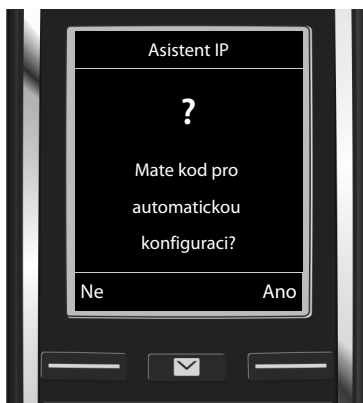 Asistent IP
?
Mate kod pro
automatickou
konfiguraci?
Ne Ano